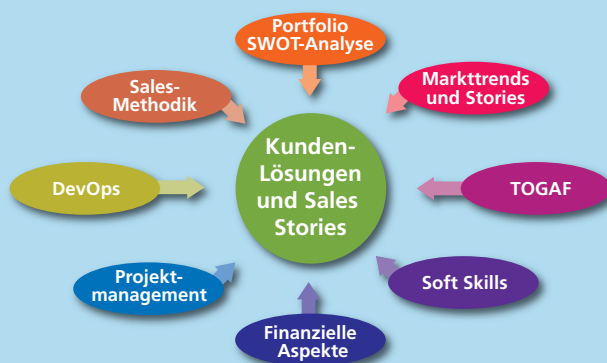 Portfolio
SWOT-Analyse
Sales-
Methodik
Markttrends
und Stories
Kunden-
Lösungen
und Sales
Stories
DevOps
TOGAF
Projekt-
management
Soft Skills
Finanzielle
Aspekte